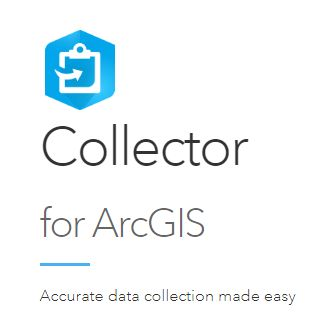 Collector
for ArcGIS
Accurate data collection made easy